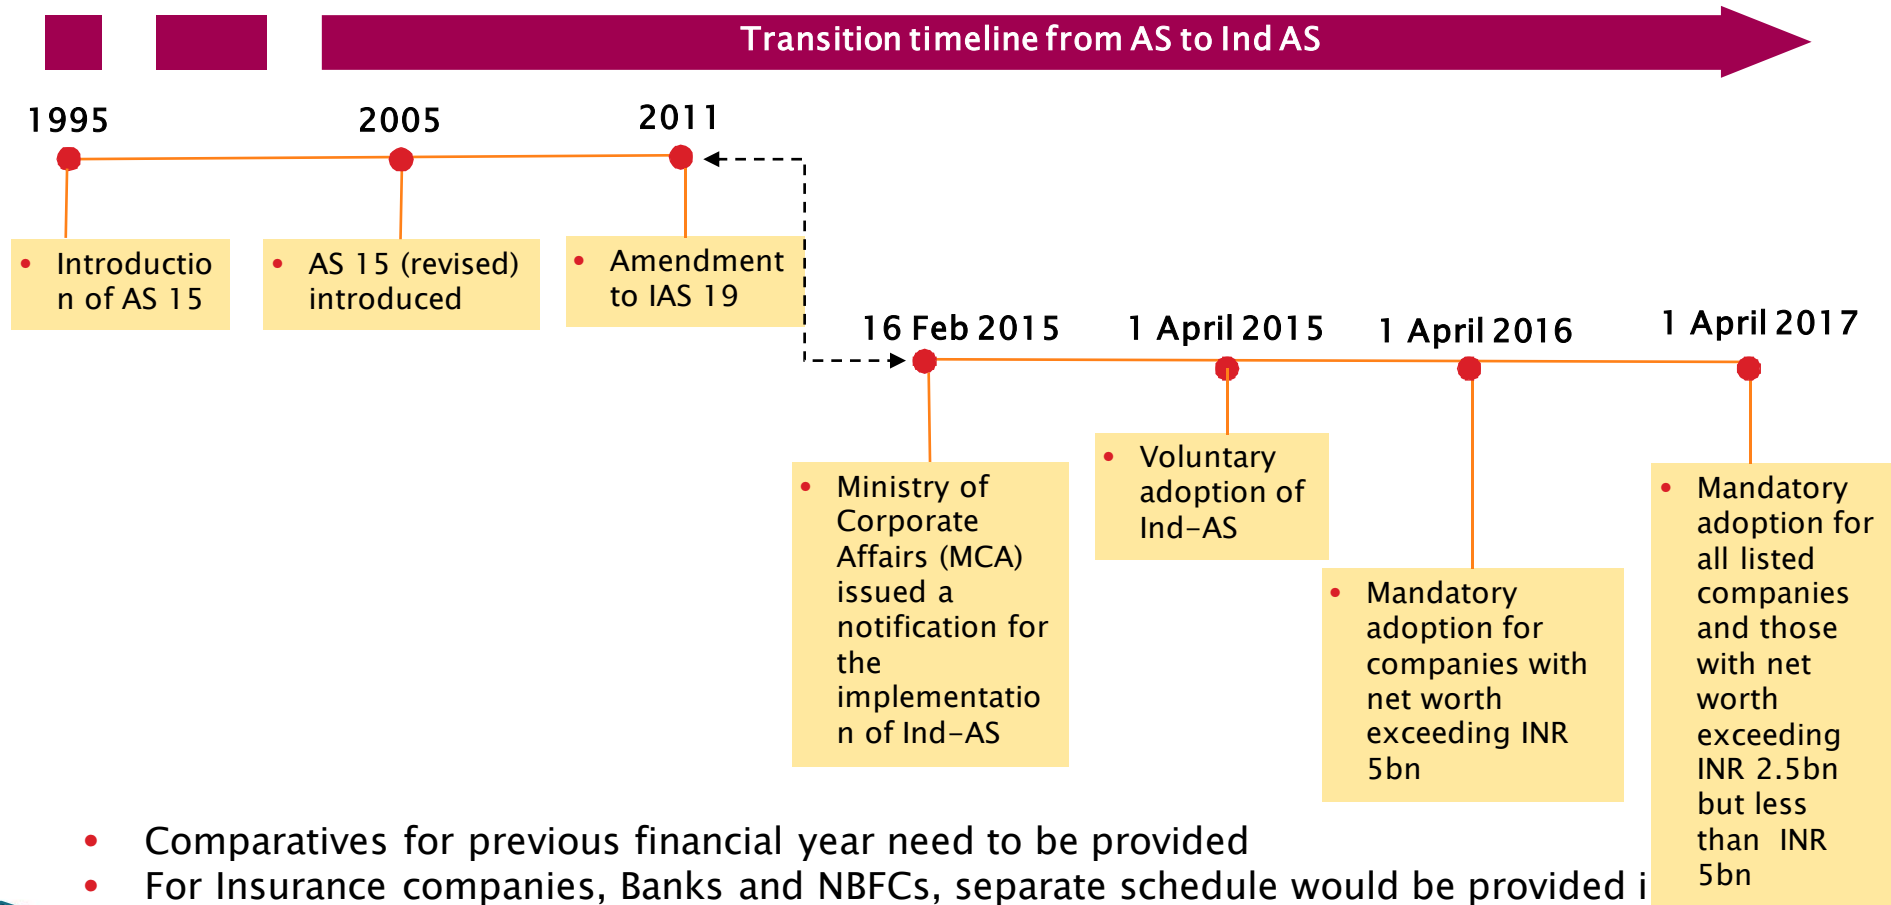 Transition timeline from AS to Ind AS
1995
2005
2011
• Introductio
n of AS 15
• AS 15 (revised)
introduced
• Amendment
to IAS 19
16 Feb 2015
1 April 2015
1 April 2016
1 April 2017
• Ministry of
Corporate
Affairs (MCA)
issued a
notification for
the
implementatio
n of Ind-AS
• Voluntary
adoption of
Ind-AS
• Mandatory
adoption for
companies with
net worth
exceeding INR
5bn
• Mandatory
adoption for
all listed
companies
and those
with net
worth
exceeding
INR 2.5bn
but less
than INR
5bn
• Comparatives for previous financial year need to be provided
• For Insurance companies, Banks and NBFCs, separate schedule would be provided